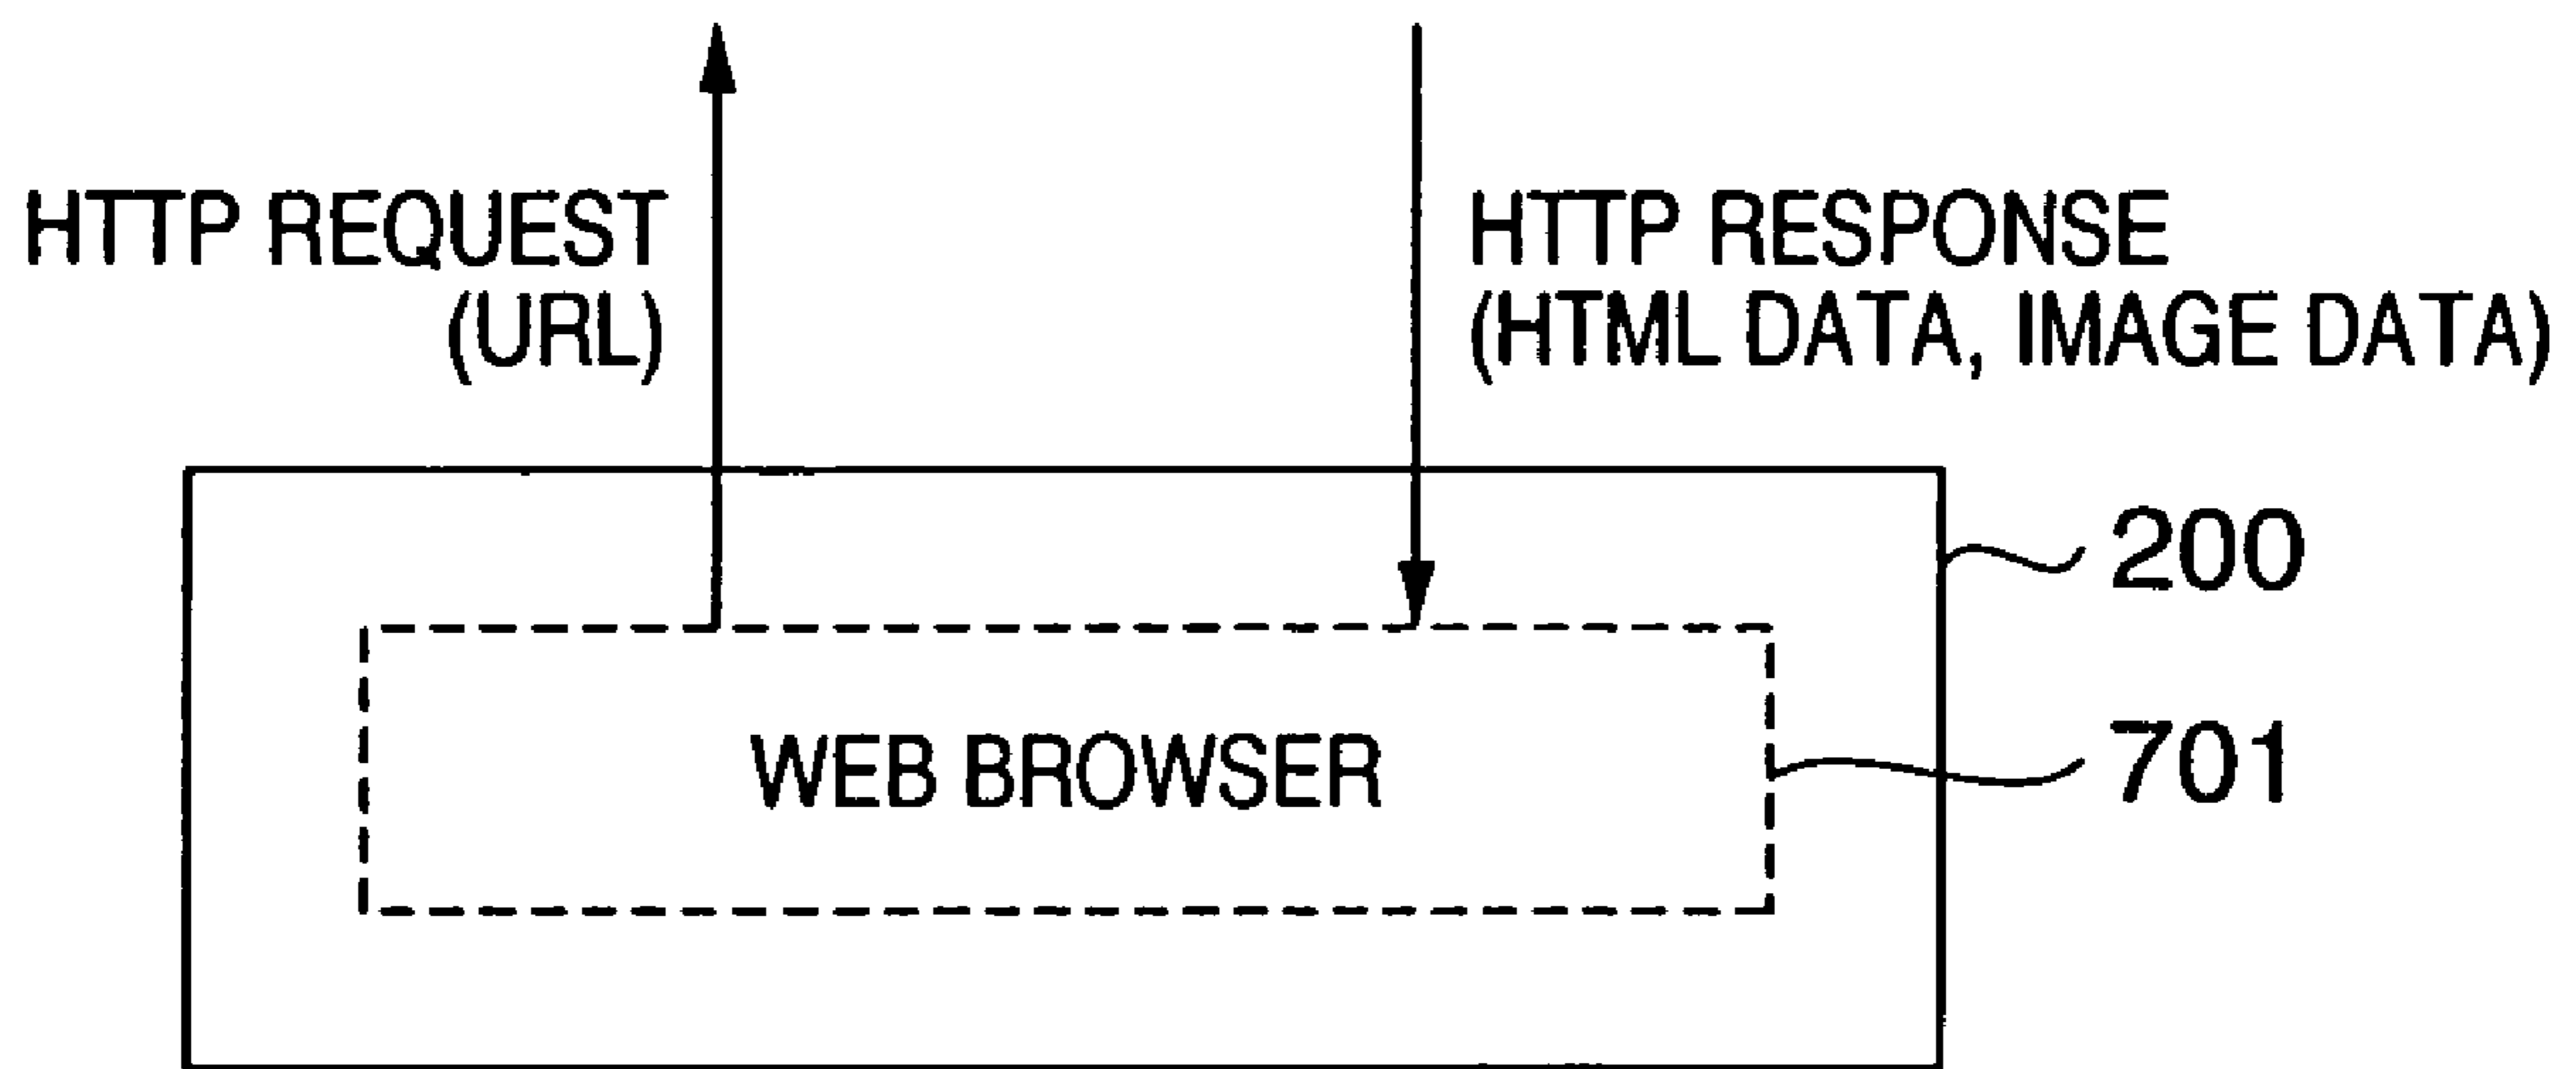 HTTP REQUEST
(URL)
HTTP RESPONSE
(HTML DATA, IMAGE DATA)
200
WEB BROWSER
701